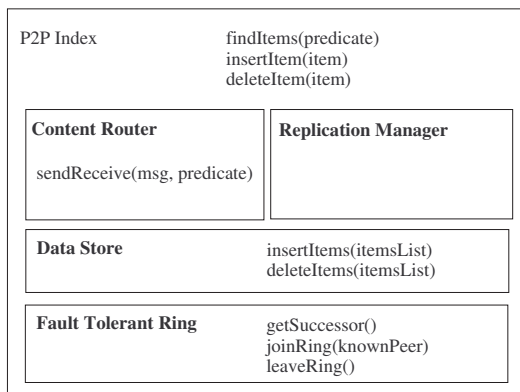 P2P Index findItems(predicate)
insertItem(item)
deleteItem(item)
Content Router
sendReceive(msg, predicate)
Replication Manager
Data Store insertItems(itemsList)
deleteItems(itemsList)
Fault Tolerant Ring getSuccessor()
joinRing(knownPeer)
leaveRing()